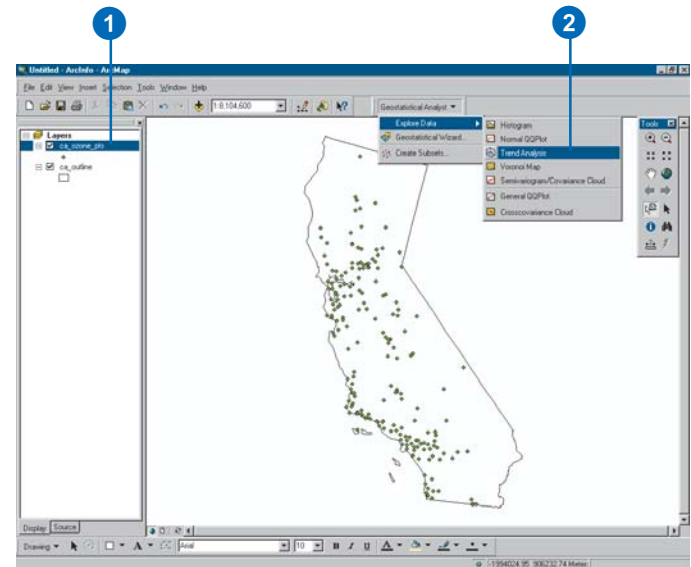 1
2
Untitled - ArcInfo - ArcMap
File Edit View Insert Selection Tools Window Help
1:8,104,600
Geostatistical Analyst
Layers
ca_ozone_pts
ca_outline
Explore Data
Geostatistical Wizard...
Create Subsets...
Histogram
Normal QQPlot
Trend Analysis
Voronoi Map
Semivariogram/Covariance Cloud
General QQPlot
Crosscovariance Cloud
Tools
Display Source
Drawing
A
Arial
10
B I U A
-1994024.95 906232.74 Meters